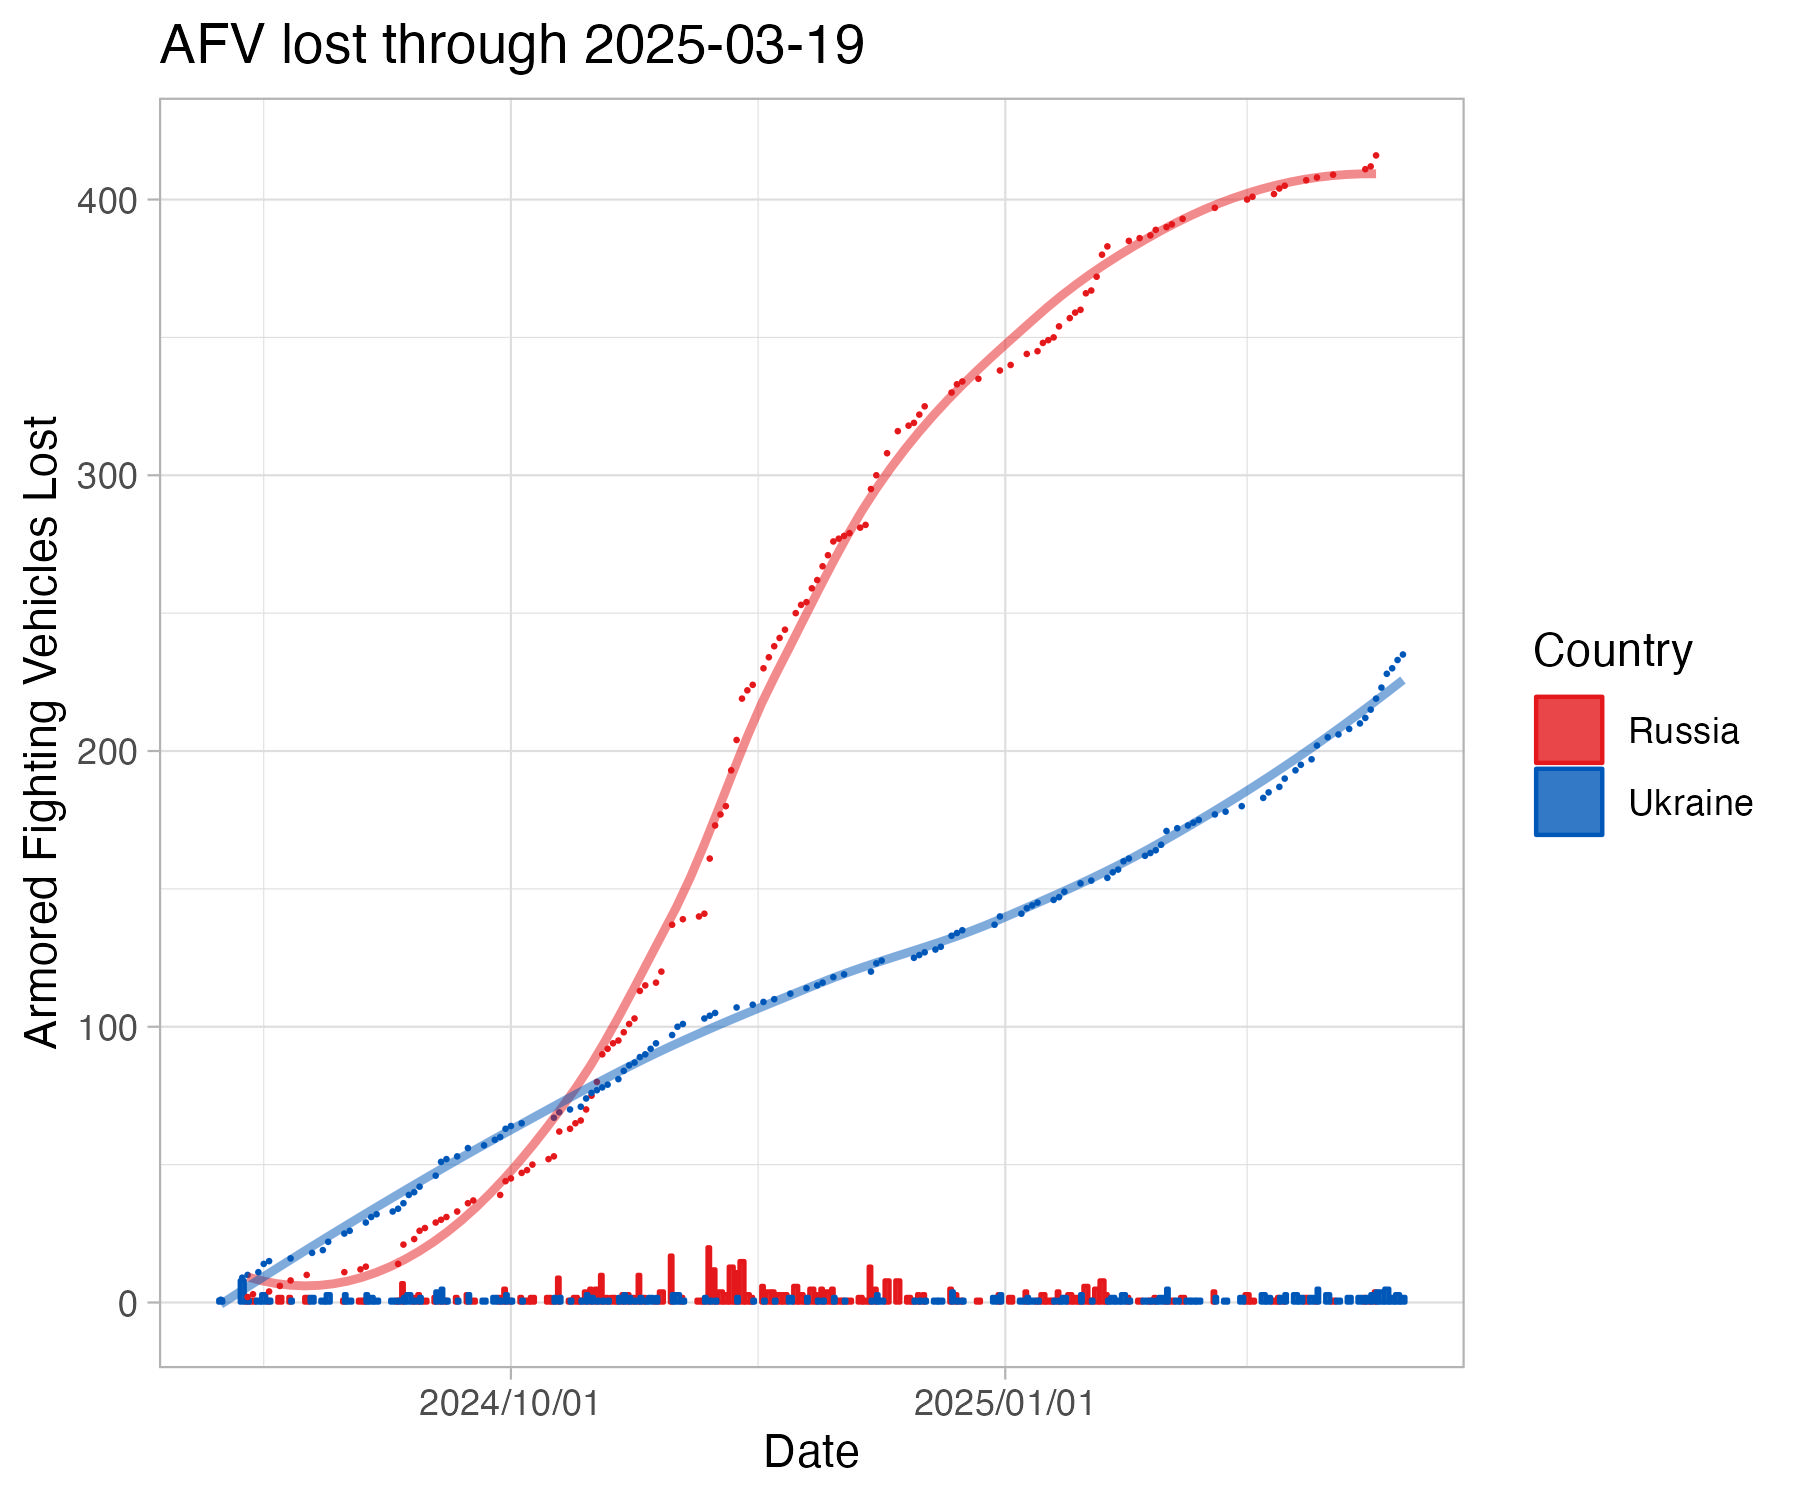 AFV lost through 2025-03-19
Armored Fighting Vehicles Lost
400
300
200
100
0
2024/10/01
2025/01/01
Date
Country
Russia
Ukraine